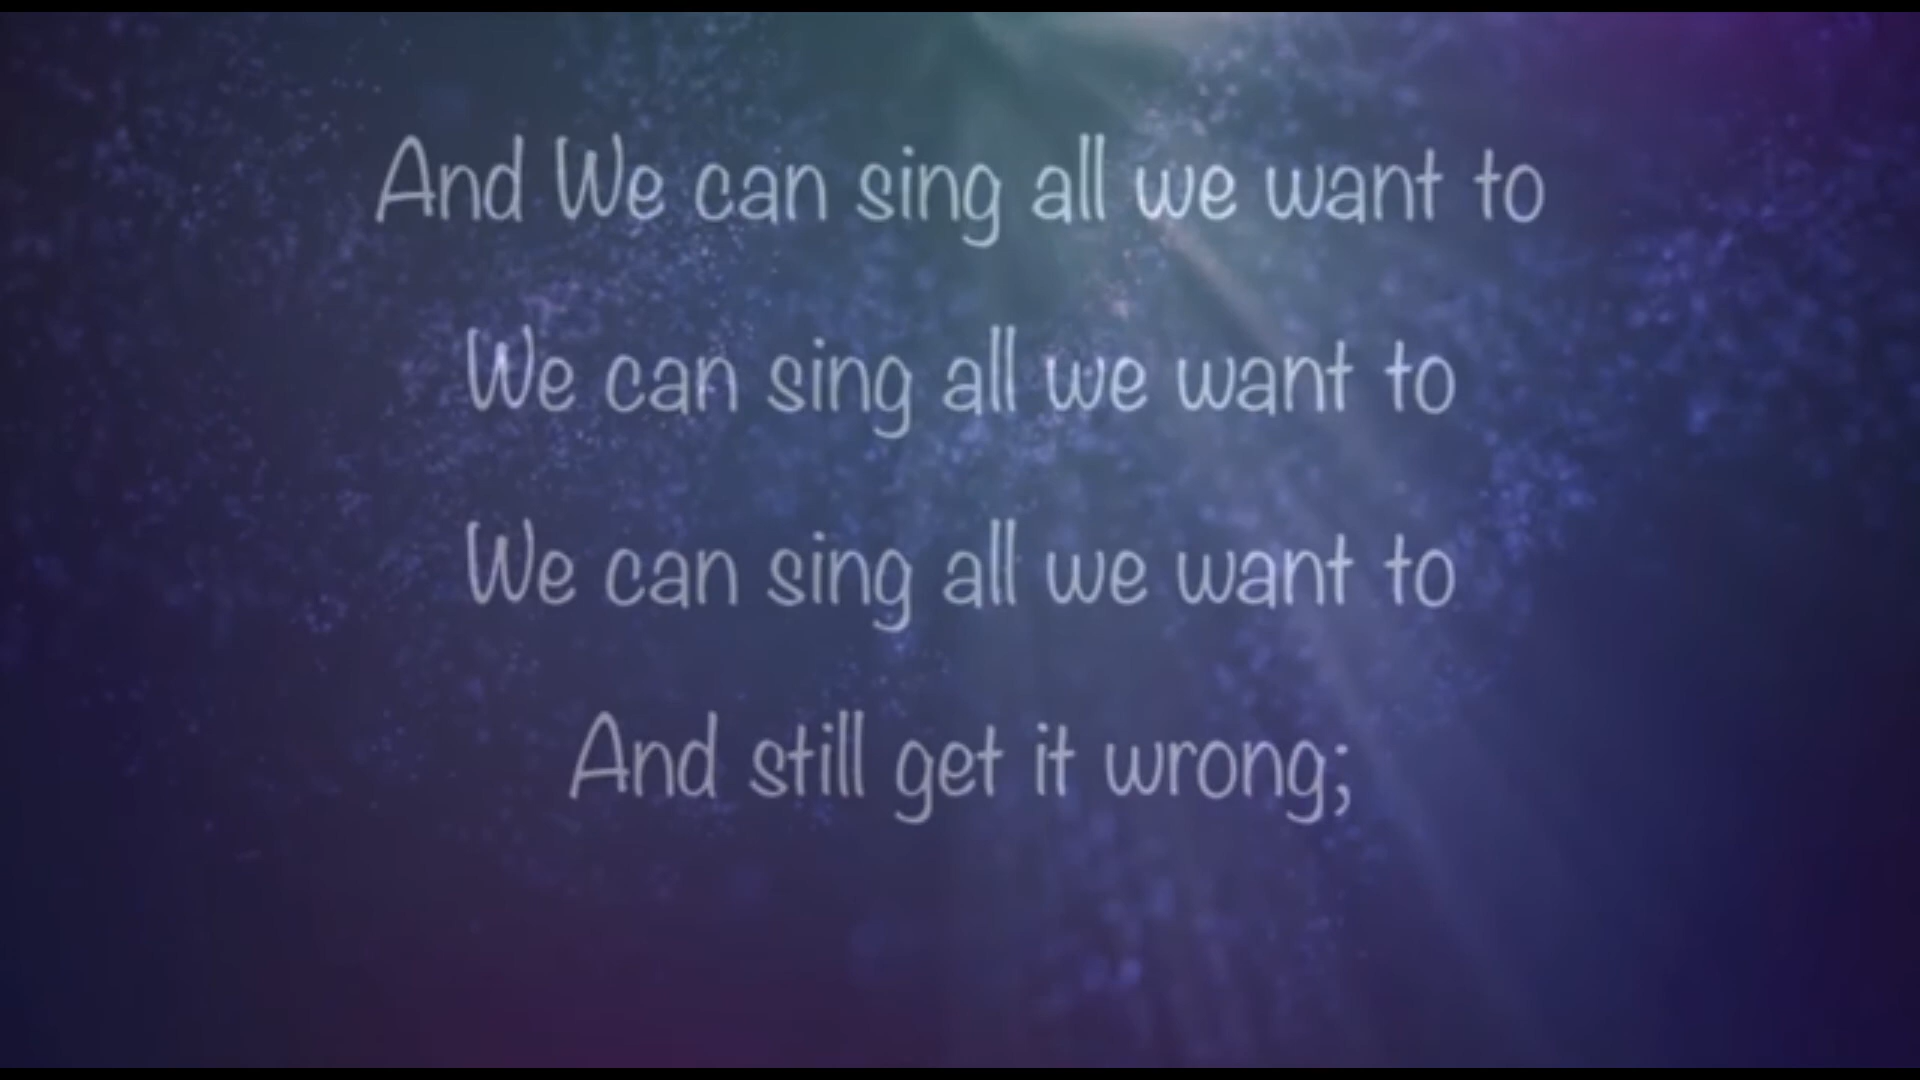 And We can sing all we want to
We can sing all we want to
We can sing all we want to
And still get it wrong;